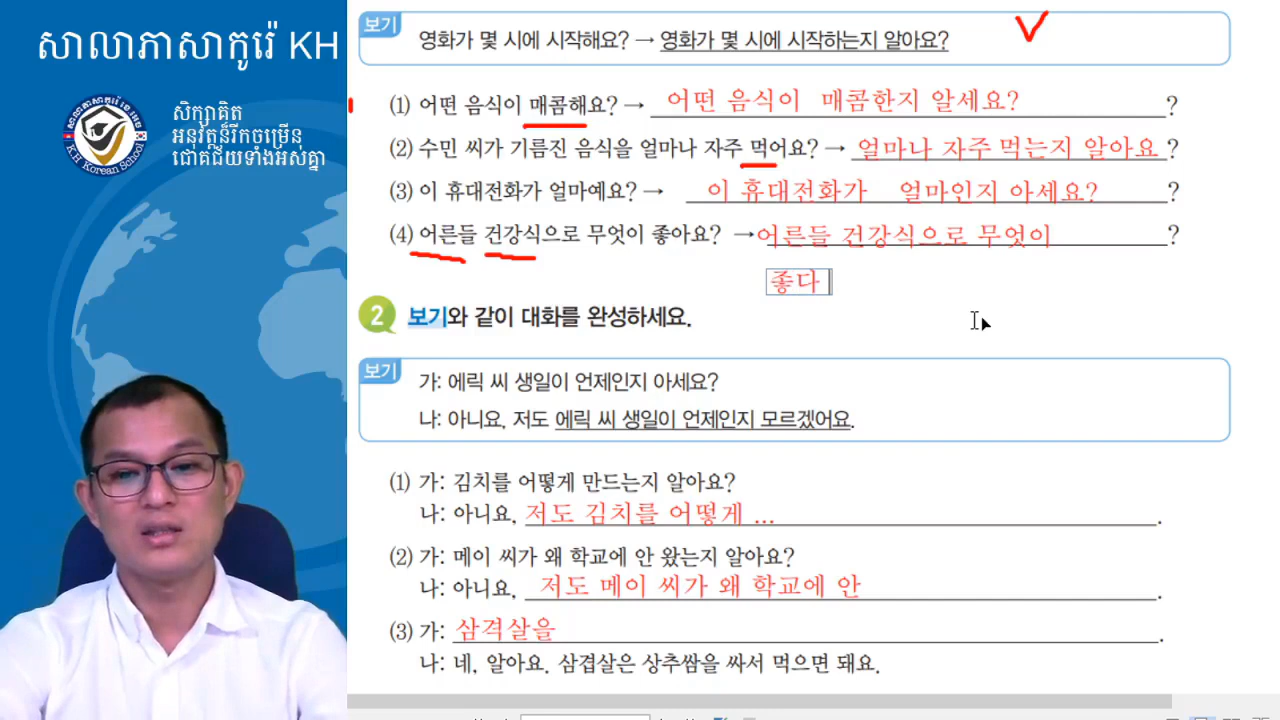 សាលាភាសាកូរ៉េ KH
សិក្សាគិត
អនុវត្តន៍រីកចម្រើន
ជោគជ័យទាំងអស់គ្នា
KH Korean School
보기
영화가 몇 시에 시작해요? → 영화가 몇 시에 시작하는지 알아요?
(1) 어떤 음식이 매콤해요? → 어떤 음식이 매콤한지 알세요? ?
(2) 수민 씨가 기름진 음식을 얼마나 자주 먹어요? → 얼마나 자주 먹는지 알아요 ?
(3) 이 휴대전화가 얼마예요? → 이 휴대전화가 얼마인지 아세요? ?
(4) 어른들 건강식으로 무엇이 좋아요? → 어른들 건강식으로 무엇이 ?
좋다
2 보기와 같이 대화를 완성하세요.
보기
가: 에릭 씨 생일이 언제인지 아세요?
나: 아니요, 저도 에릭 씨 생일이 언제인지 모르겠어요.
(1) 가: 김치를 어떻게 만드는지 알아요?
나: 아니요, 저도 김치를 어떻게 ... .
(2) 가: 메이 씨가 왜 학교에 안 왔는지 알아요?
나: 아니요, 저도 메이 씨가 왜 학교에 안 .
(3) 가: 삼격살을 .
나: 네, 알아요. 삼겹살은 상추쌈을 싸서 먹으면 돼요.